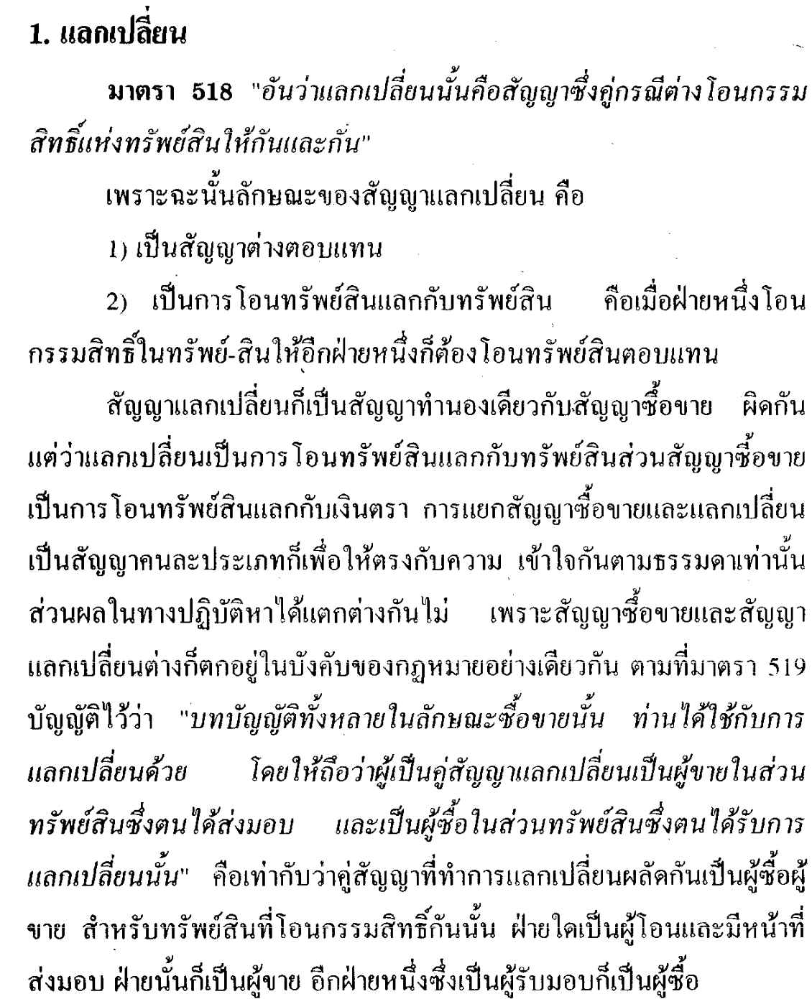 1. แลกเปลี่ยน
มาตรา 518 "อันว่าแลกเปลี่ยนนั้นคือสัญญาซึ่งคู่กรณีต่างโอนกรรม
สิทธิ์แห่งทรัพย์สินให้กันและกัน"
เพราะฉะนั้นลักษณะของสัญญาแลกเปลี่ยน คือ
1) เป็นสัญญาต่างตอบแทน
2) เป็นการโอนทรัพย์สินแลกกับทรัพย์สิน คือเมื่อฝ่ายหนึ่งโอน
กรรมสิทธิ์ในทรัพย์-สินให้อีกฝ่ายหนึ่งก็ต้องโอนทรัพย์สินตอบแทน
สัญญาแลกเปลี่ยนก็เป็นสัญญาทำนองเดียวกับสัญญาซื้อขาย ผิดกัน
แต่ว่าแลกเปลี่ยนเป็นการโอนทรัพย์สินแลกกับทรัพย์สินส่วนสัญญาซื้อขาย
เป็นการโอนทรัพย์สินแลกกับเงินตรา การแยกสัญญาซื้อขายและแลกเปลี่ยน
เป็นสัญญาคนละประเภทก็เพื่อให้ตรงกับความ เข้าใจกันตามธรรมดาเท่านั้น
ส่วนผลในทางปฏิบัติหาได้แตกต่างกันไม่ เพราะสัญญาซื้อขายและสัญญา
แลกเปลี่ยนต่างก็ตกอยู่ในบังคับของกฎหมายอย่างเดียวกัน ตามที่มาตรา 519
บัญญัติไว้ว่า "บทบัญญัติทั้งหลายในลักษณะซื้อขายนั้น ท่านได้ใช้กับการ
แลกเปลี่ยนด้วย โดยให้ถือว่าผู้เป็นคู่สัญญาแลกเปลี่ยนเป็นผู้ขายในส่วน
ทรัพย์สินซึ่งตนได้ส่งมอบ และเป็นผู้ซื้อในส่วนทรัพย์สินซึ่งตนได้รับการ
แลกเปลี่ยนนั้น" คือเท่ากับว่าคู่สัญญาที่ทำการแลกเปลี่ยนผลัดกันเป็นผู้ซื้อผู้
ขาย สำหรับทรัพย์สินที่โอนกรรมสิทธิ์กันนั้น ฝ่ายใดเป็นผู้โอนและมีหน้าที่
ส่งมอบ ฝ่ายนั้นก็เป็นผู้ขาย อีกฝ่ายหนึ่งซึ่งเป็นผู้รับมอบก็เป็นผู้ซื้อ